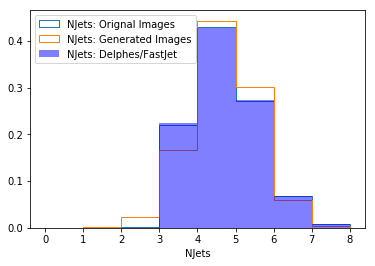 NJets: Orignal Images
NJets: Generated Images
NJets: Delphes/FastJet
0.4
0.3
0.2
0.1
0.0
0 1 2 3 4 5 6 7 8
NJets